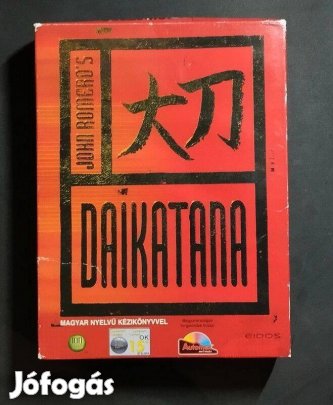 JOHN ROMERO'S
大刀
DAIKATANA
MAGYAR NYELVŰ KÉZIKÖNYVVEL
eidos
Jófogás